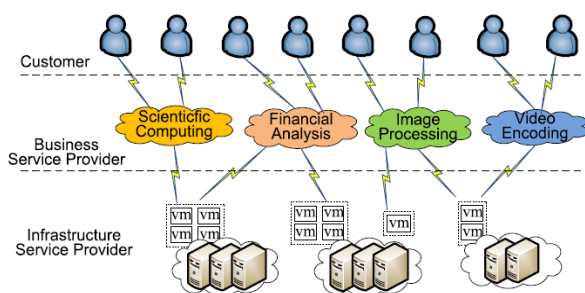 Customer
Scienticfic
Computing
Financial
Analysis
Image
Processing
Video
Encoding
Business
Service Provider
vm vm
vm vm
vm vm
vm vm
vm
vm
vm
Infrastructure
Service Provider